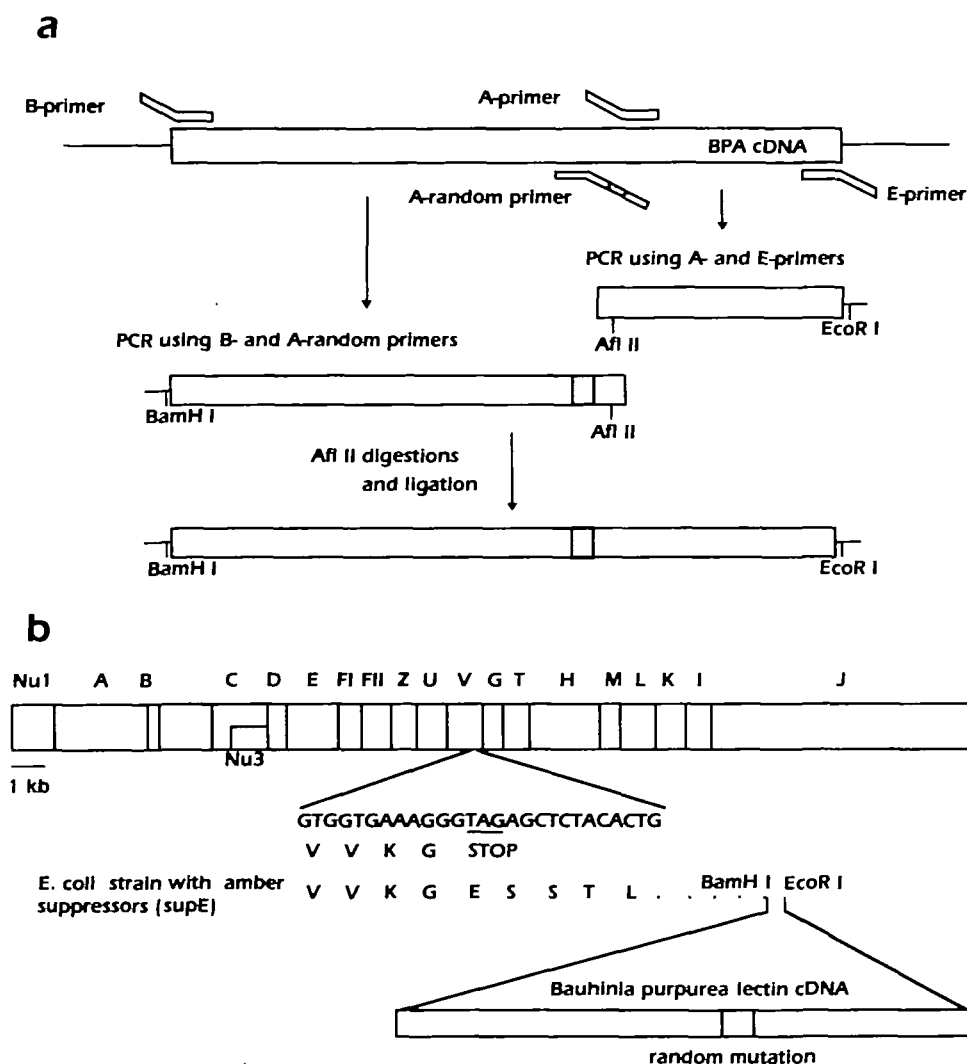 a
B-primer
A-primer
BPA cDNA
A-random primer
E-primer
PCR using A- and E-primers
EcoR I
Afl II
PCR using B- and A-random primers
BamH I
Afl II
Afl II digestions
and ligation
BamH I
EcoR I
b
Nu1 A B C D E FI FII Z U V G T H M L K I J
Nu3
1 kb
GTGGTGAAAGGGTAGAGCTCTACACTG
V V K G STOP
E. coli strain with amber
suppressors (supE)
V V K G E S S T L . . . . .
BamH I EcoR I
Bauhinia purpurea lectin cDNA
random mutation